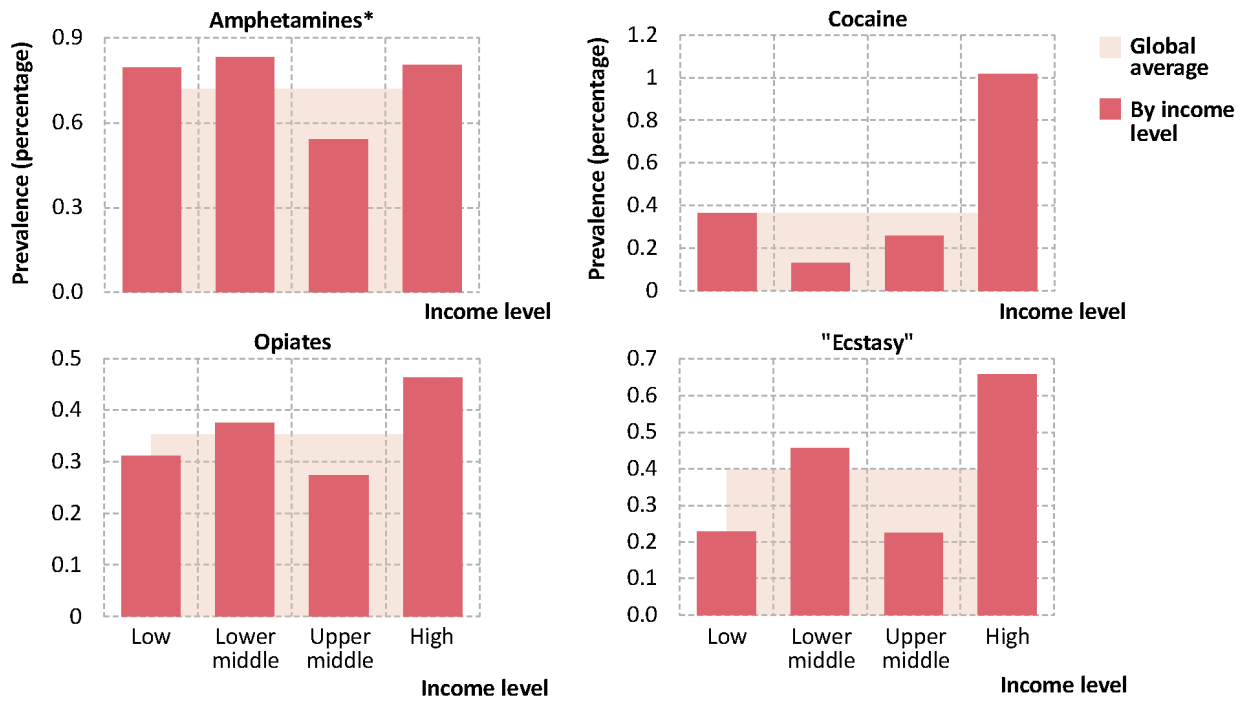 Amphetamines*
Prevalence (percentage)
0.9
0.6
0.3
0.0
Income level
Cocaine
Prevalence (percentage)
1.2
1
0.8
0.6
0.4
0.2
0
Income level
Global
average
By income
level
Opiates
0.5
0.4
0.3
0.2
0.1
0
Low
Lower
middle
Upper
middle
High
Income level
"Ecstasy"
0.7
0.6
0.5
0.4
0.3
0.2
0.1
0.0
Low
Lower
middle
Upper
middle
High
Income level